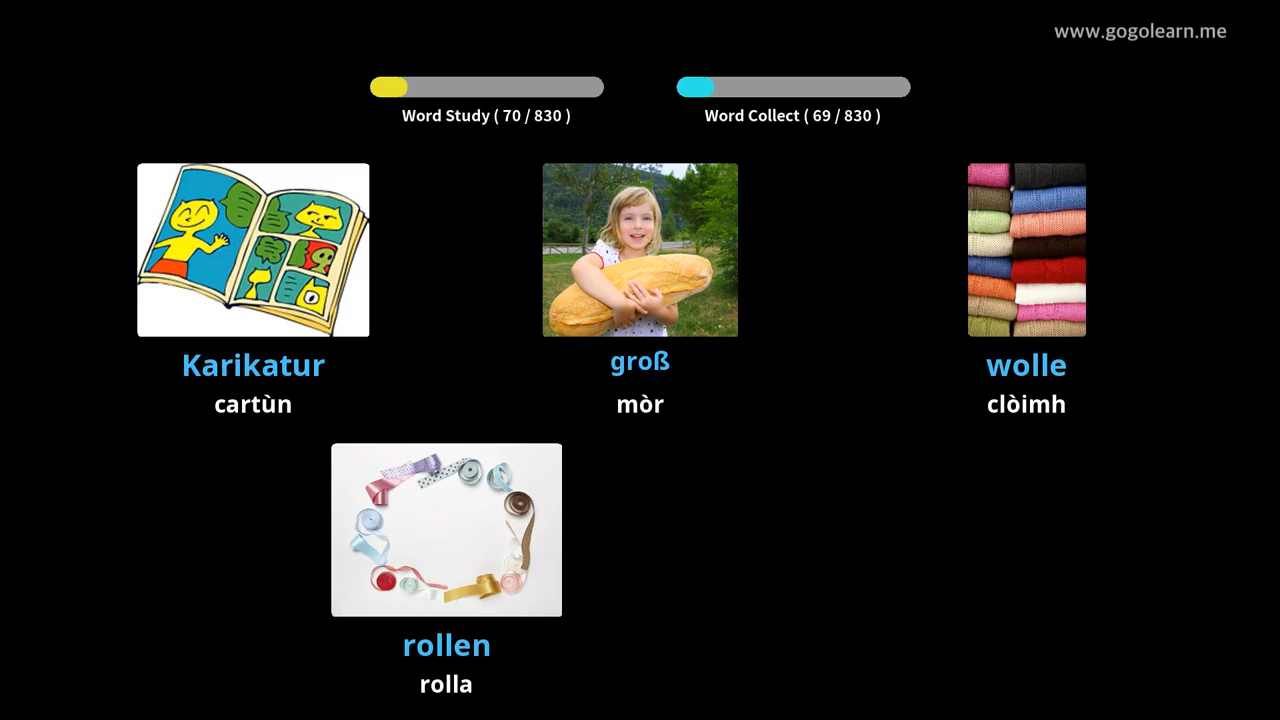 www.gogolearn.me
Word Study ( 70 / 830 )
Word Collect ( 69 / 830 )
Karikatur
cartùn
groß
mòr
wolle
clòimh
rollen
rolla